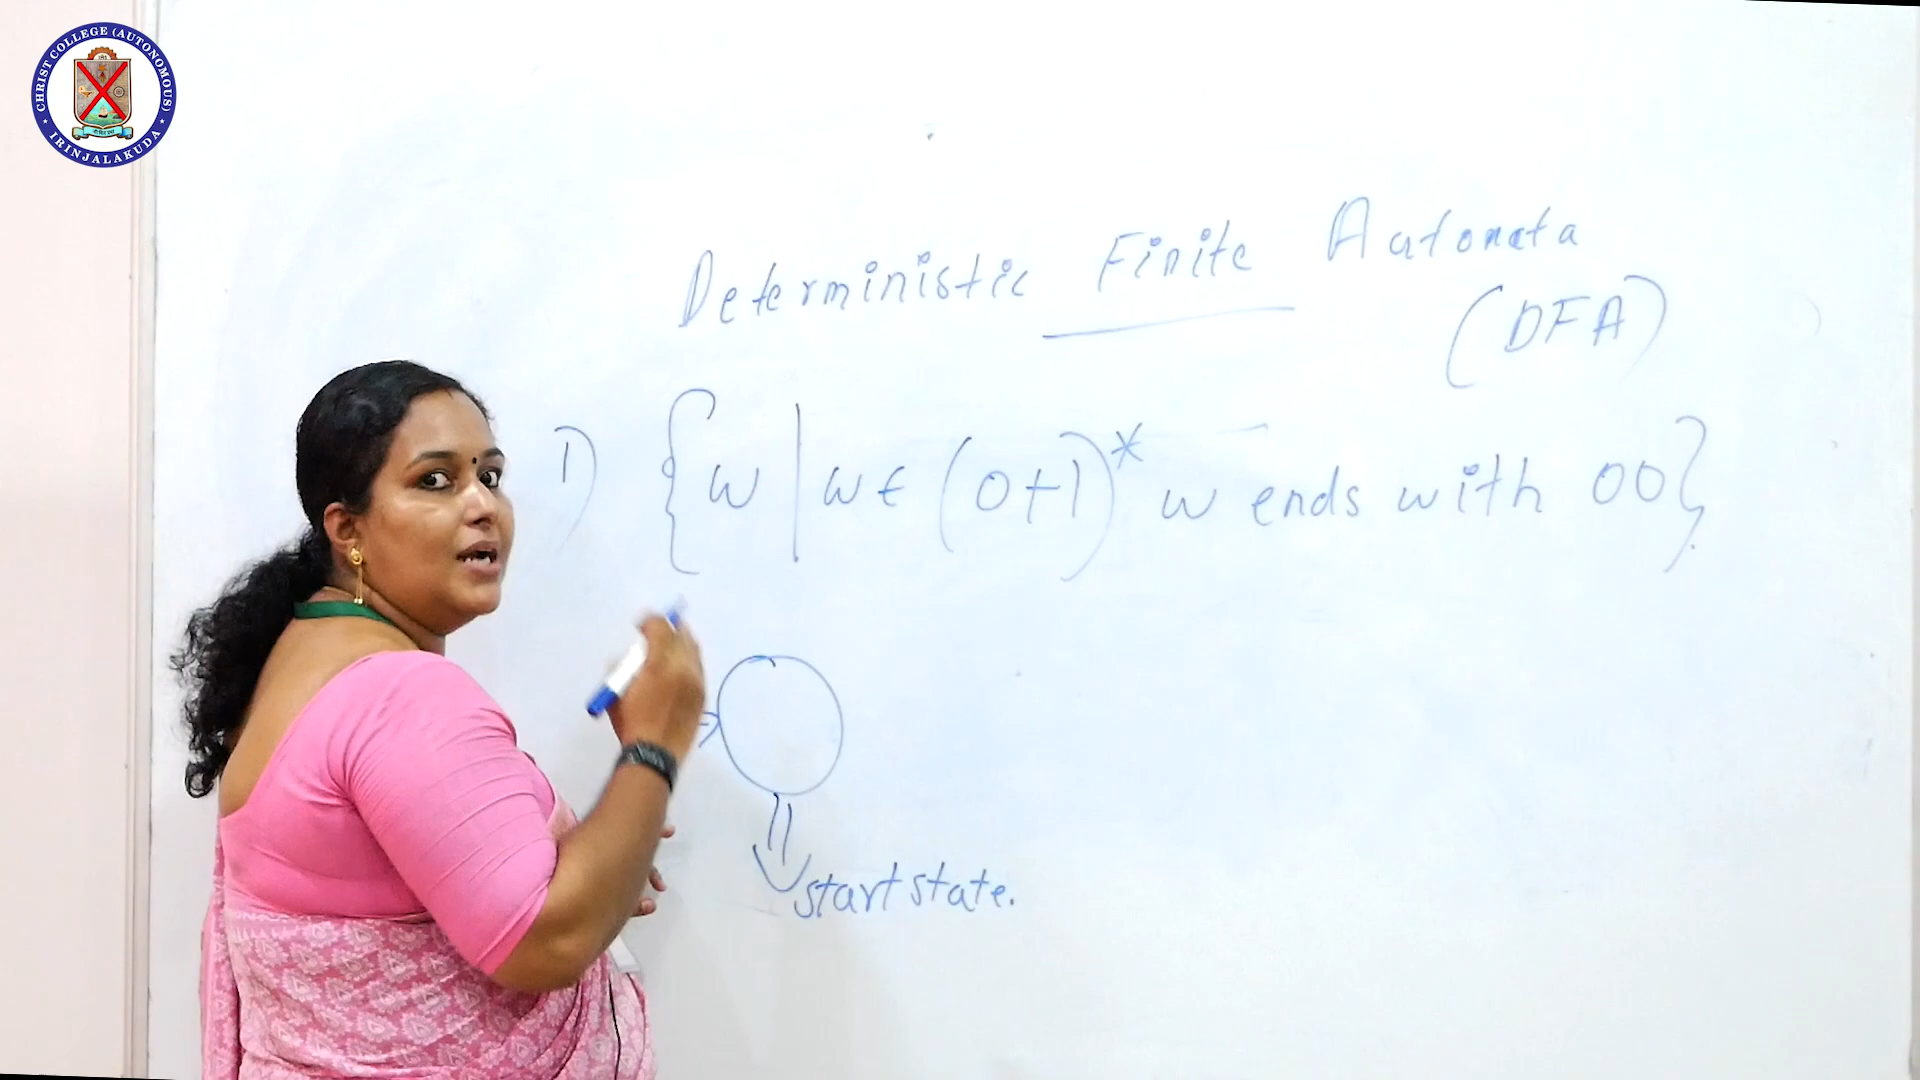 CHRIST COLLEGE (AUTONOMOUS)
IRINJALAKUDA
Deterministic Finite Automata
(DFA)
1) {w | w ∈ (0+1)* w ends with 00}
start state.